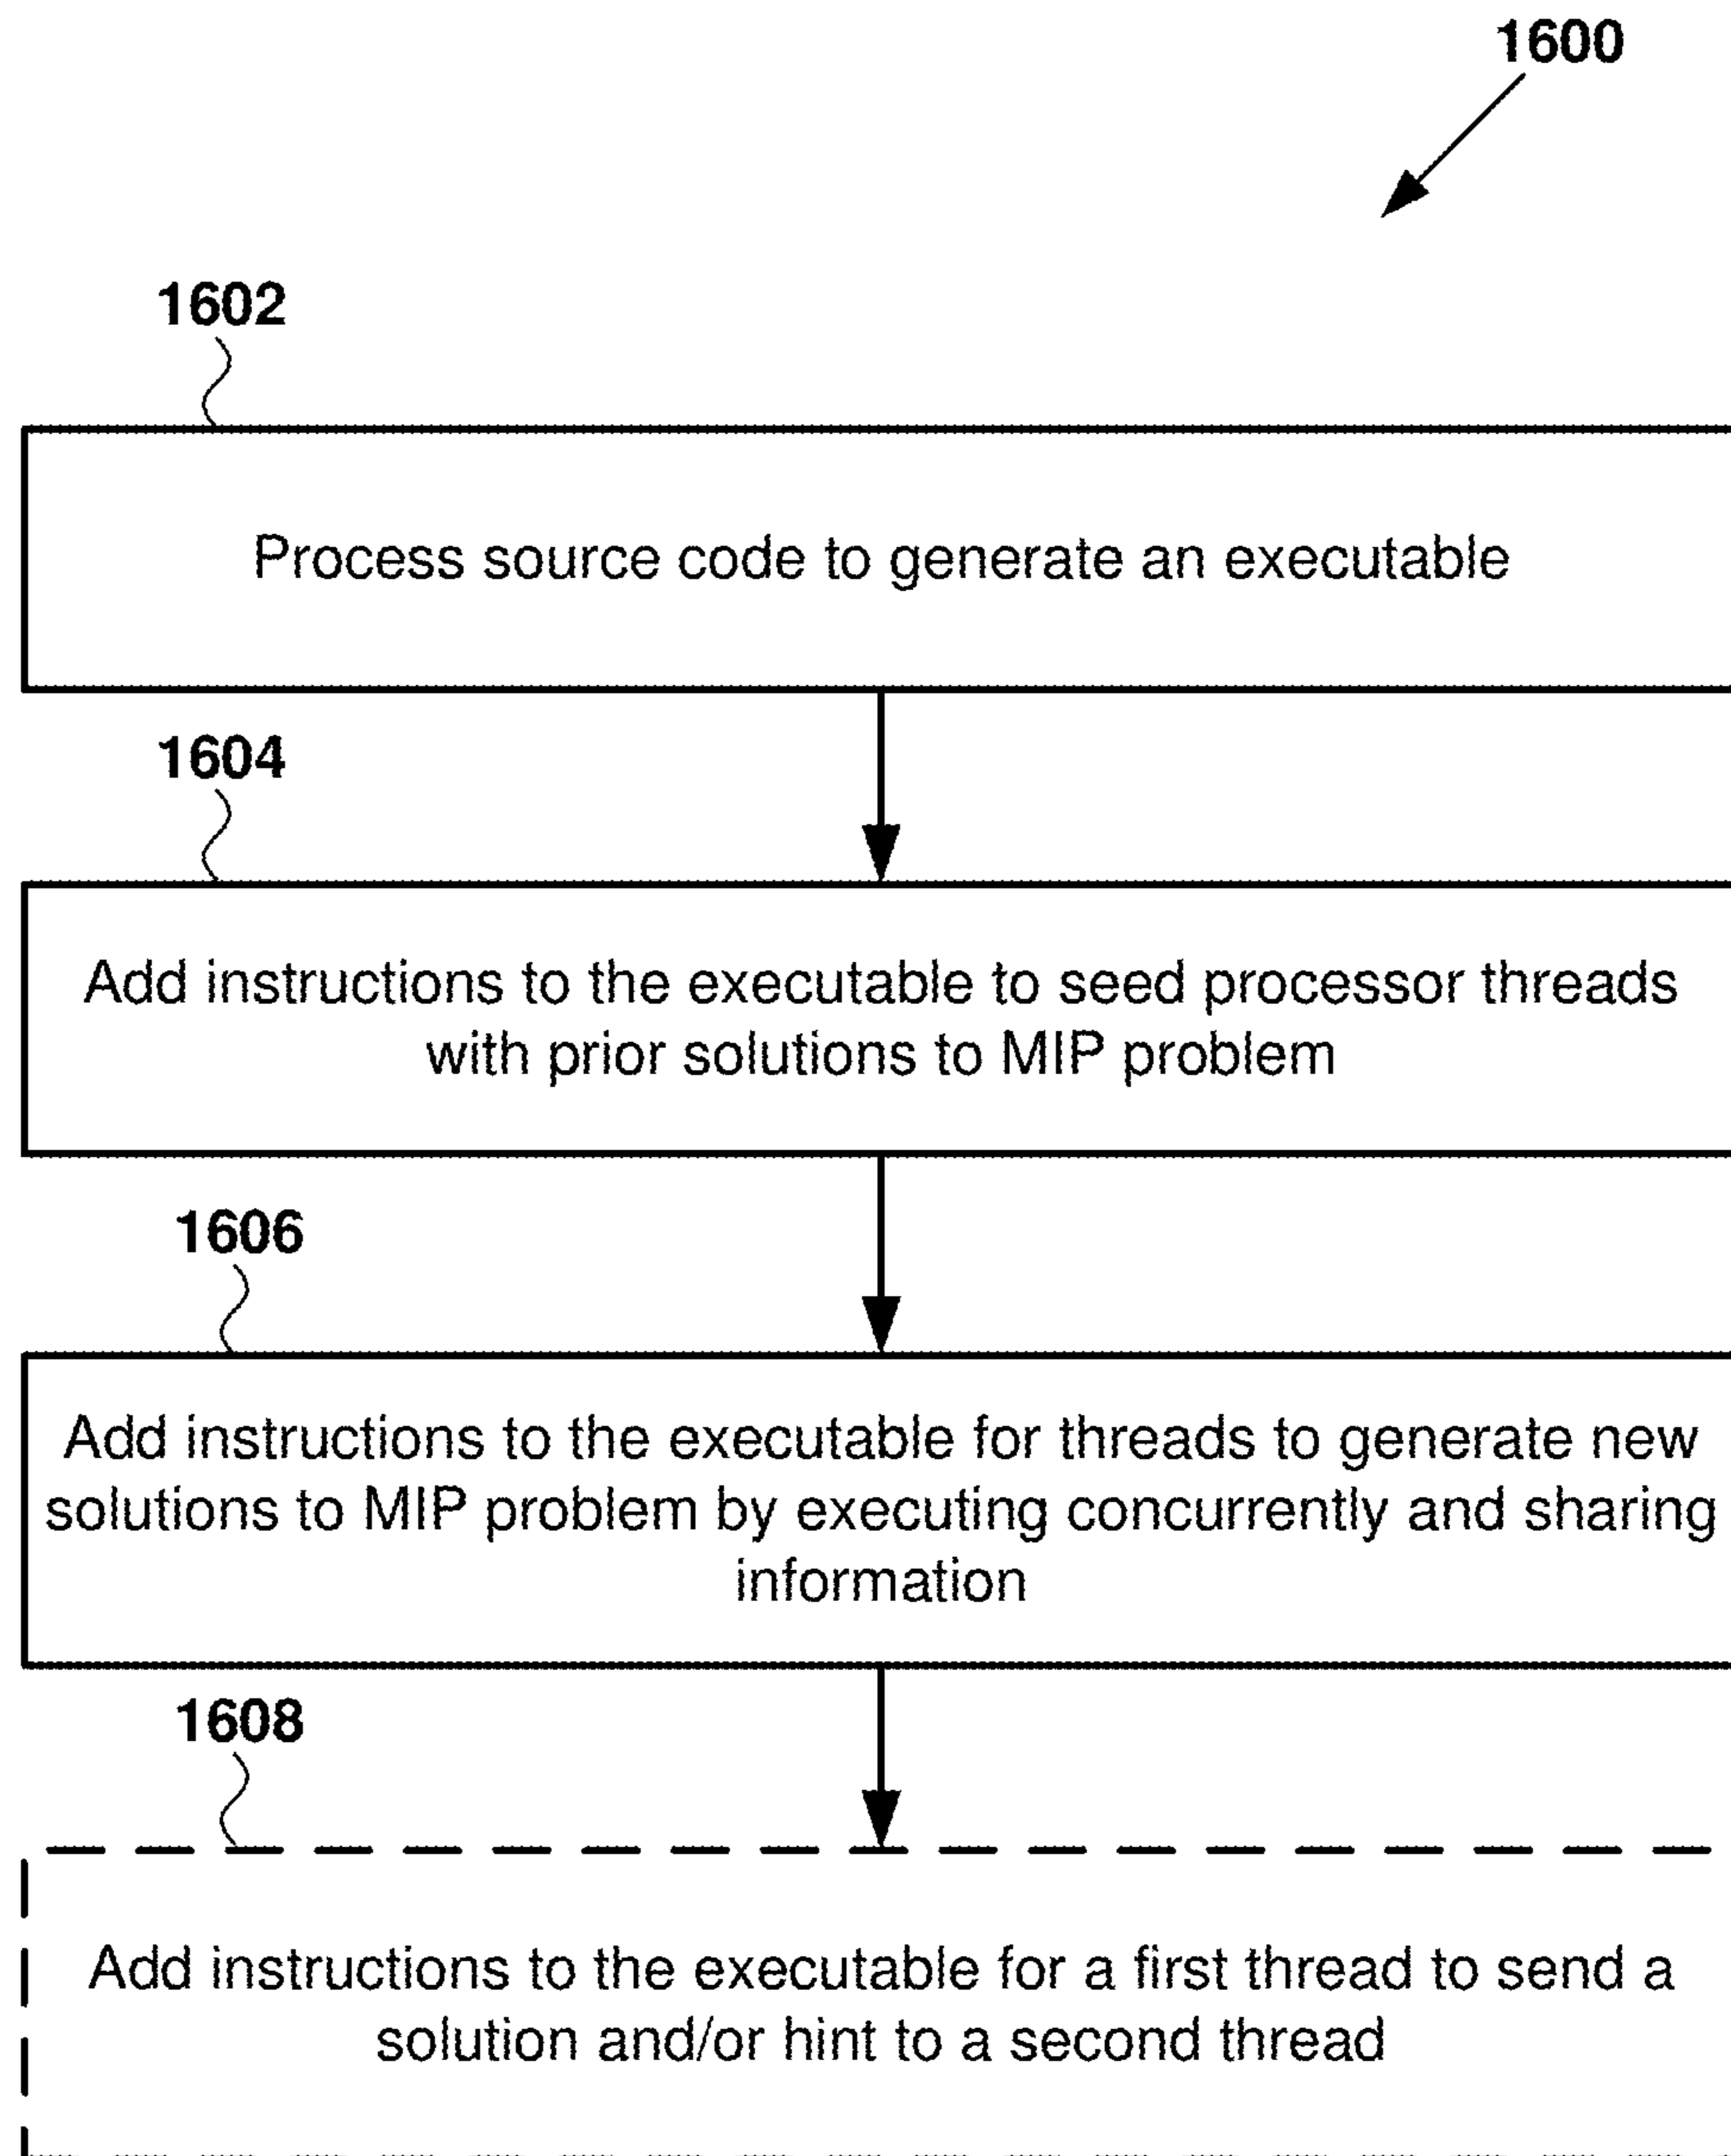 1600
1602
Process source code to generate an executable
1604
Add instructions to the executable to seed processor threads
with prior solutions to MIP problem
1606
Add instructions to the executable for threads to generate new
solutions to MIP problem by executing concurrently and sharing
information
1608
Add instructions to the executable for a first thread to send a
solution and/or hint to a second thread